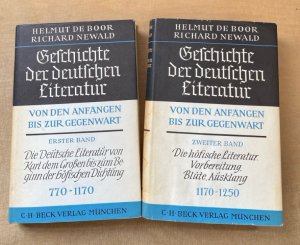 HELMUT DE BOOR
RICHARD NEWALD
Geschichte
der deutschen
Literatur
VON DEN ANFÄNGEN
BIS ZUR GEGENWART
ERSTER BAND
Die Deutsche Literatur von
Karl dem Großen bis zum Be-
ginn der höfischen Dichtung
770-1170
C·H·BECK VERLAG MÜNCHEN
HELMUT DE BOOR
RICHARD NEWALD
Geschichte
der deutschen
Literatur
VON DEN ANFÄNGEN
BIS ZUR GEGENWART
ZWEITER BAND
Die höfische Literatur
Vorbereitung
Blüte, Ausklang
1170-1250
C·H·BECK VERLAG MÜNCHEN